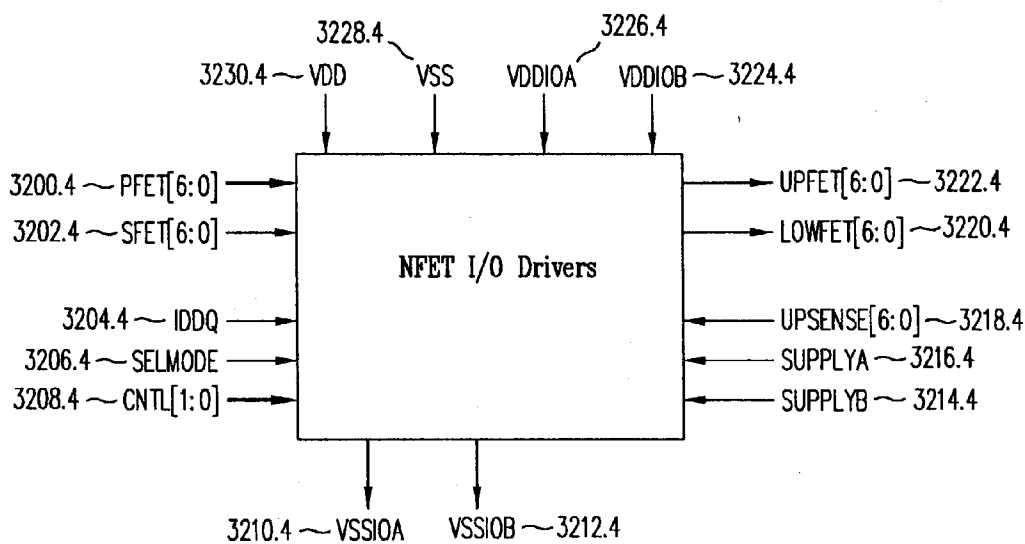 3228.4
3226.4
3230.4 ~ VDD
VSS
VDDIOA
VDDIOB ~ 3224.4
3200.4 ~ PFET[6:0]
UPFET[6:0] ~ 3222.4
3202.4 ~ SFET[6:0]
LOWFET[6:0] ~ 3220.4
NFET I/O Drivers
3204.4 ~ IDDQ
UPSENSE[6:0] ~ 3218.4
3206.4 ~ SELMODE
SUPPLYA ~ 3216.4
3208.4 ~ CNTL[1:0]
SUPPLYB ~ 3214.4
3210.4 ~ VSSIOA
VSSIOB ~ 3212.4